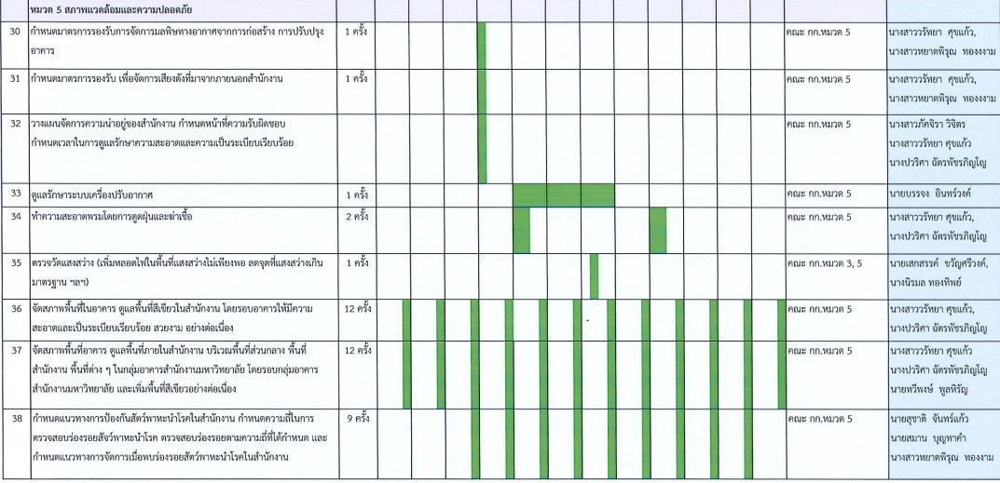 หมวด 5 สภาพแวดล้อมและความปลอดภัย
30 กำหนดมาตรการรองรับการจัดการมลพิษทางอากาศจากการก่อสร้าง การปรับปรุง 1 ครั้ง คณะ กก.หมวด 5 นางสาววรัทยา ศุขแก้ว,
อาคาร นางสาวหยาดพิรุณ ทองงงาม
31 กำหนดมาตรการรองรับ เพื่อจัดการเสียงดังที่มาจากภายนอกสำนักงาน 1 ครั้ง คณะ กก.หมวด 5 นางสาววรัทยา ศุขแก้ว,
นางสาวหยาดพิรุณ ทองงงาม
32 วางแผนจัดการความน่าอยู่ของสำนักงาน กำหนดหน้าที่ความรับผิดชอบ คณะ กก.หมวด 5 นางสาวภัคจิรา วิจิตร
กำหนดเวลาในการดูแลรักษาความสะอาดและความเป็นระเบียบเรียบร้อย นางสาววรัทยา ศุขแก้ว
นางปวริศา ฉัตรพัชรภิญโญ
33 ดูแลรักษาระบบเครื่องปรับอากาศ 1 ครั้ง คณะ กก.หมวด 5 นายบรรจง อินทร์วงค์
34 ทำความสะอาดพรมโดยการดูดฝุ่นและฆ่าเชื้อ 2 ครั้ง คณะ กก.หมวด 5 นางสาววรัทยา ศุขแก้ว,
นางปวริศา ฉัตรพัชรภิญโญ
35 ตรวจวัดแสงสว่าง (เพิ่มหลอดไฟในพื้นที่แสงสว่างไม่เพียงพอ ลดจุดที่แสงสว่างเกิน 1 ครั้ง คณะ กก.หมวด 3, 5 นายเสกสรรค์ ขวัญศรีวงค์,
มาตรฐาน ฯลฯ) นางนิรมล ทองทิพย์
36 จัดสภาพพื้นที่ในอาคาร ดูแลพื้นที่สีเขียวในสำนักงาน โดยรอบอาคารให้มีความ 12 ครั้ง คณะ กก.หมวด 5 นางสาววรัทยา ศุขแก้ว,
สะอาดและเป็นระเบียบเรียบร้อย สวยงาม อย่างต่อเนื่อง นางปวริศา ฉัตรพัชรภิญโญ
37 จัดสภาพพื้นที่อาคาร ดูแลพื้นที่ภายในสำนักงาน บริเวณพื้นที่ส่วนกลาง พื้นที่ 12 ครั้ง คณะ กก.หมวด 5 นางสาววรัทยา ศุขแก้ว
สำนักงาน พื้นที่ต่าง ๆ ในกลุ่มอาคารสำนักงานมหาวิทยาลัย โดยรอบกลุ่มอาคาร นางปวริศา ฉัตรพัชรภิญโญ
สำนักงานมหาวิทยาลัย และเพิ่มพื้นที่สีเขียวอย่างต่อเนื่อง นายทวีพงษ์ พูลหิรัญ
38 กำหนดแนวทางการป้องกันสัตว์พาหะนำโรคในสำนักงาน กำหนดความถี่ในการ 9 ครั้ง คณะ กก.หมวด 5 นายสุชาติ จันทร์แก้ว
ตรวจสอบร่องรอยสัจว์พาหะนำโรค ตรวจสอบร่องรอยตามความถี่ที่ได้กำหนด และ นายสมาน บุญทาคำ
กำหนดแนวทางการจัดการเมื่อพบร่องรอยสัตว์พาหะนำโรคในสำนักงาน นางสาวหยาดพิรุณ ทองงาม